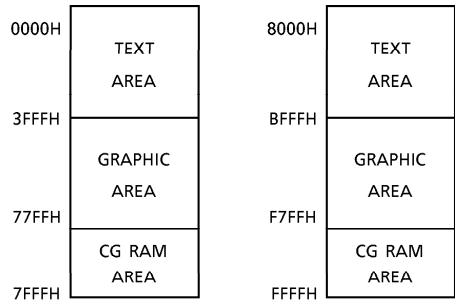 0000H
TEXT
AREA
3FFFH
GRAPHIC
AREA
77FFH
CG RAM
AREA
7FFFH
8000H
TEXT
AREA
BFFFH
GRAPHIC
AREA
F7FFH
CG RAM
AREA
FFFFH